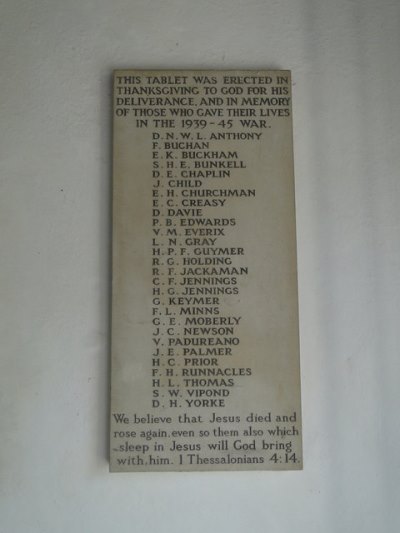 THIS TABLET WAS ERECTED IN
THANKSGIVING TO GOD FOR HIS
DELIVERANCE, AND IN MEMORY
OF THOSE WHO GAVE THEIR LIVES
IN THE 1939-45 WAR.
D. N. W. L. ANTHONY
F. BUCHAN
E. K. BUCKHAM
S. H. E. BUNKELL
D. E. CHAPLIN
J. CHILD
E. H. CHURCHMAN
E. C. CREASY
D. DAVIE
P. B. EDWARDS
V. M. EVERIX
L. N. GRAY
H. P. F. GUYMER
R. G. HOLDING
R. F. JACKAMAN
C. F. JENNINGS
H. G. JENNINGS
G. KEYMER
F. L. MINNS
G. E. MOBERLY
J. C. NEWSON
V. PADUREANO
J. E. PALMER
H. C. PRIOR
F. H. RUNNACLES
H. L. THOMAS
S. W. VIPOND
D. H. YORKE
We believe that Jesus died and
rose again, even so them also which
sleep in Jesus will God bring
with, him. 1 Thessalonians 4:14.